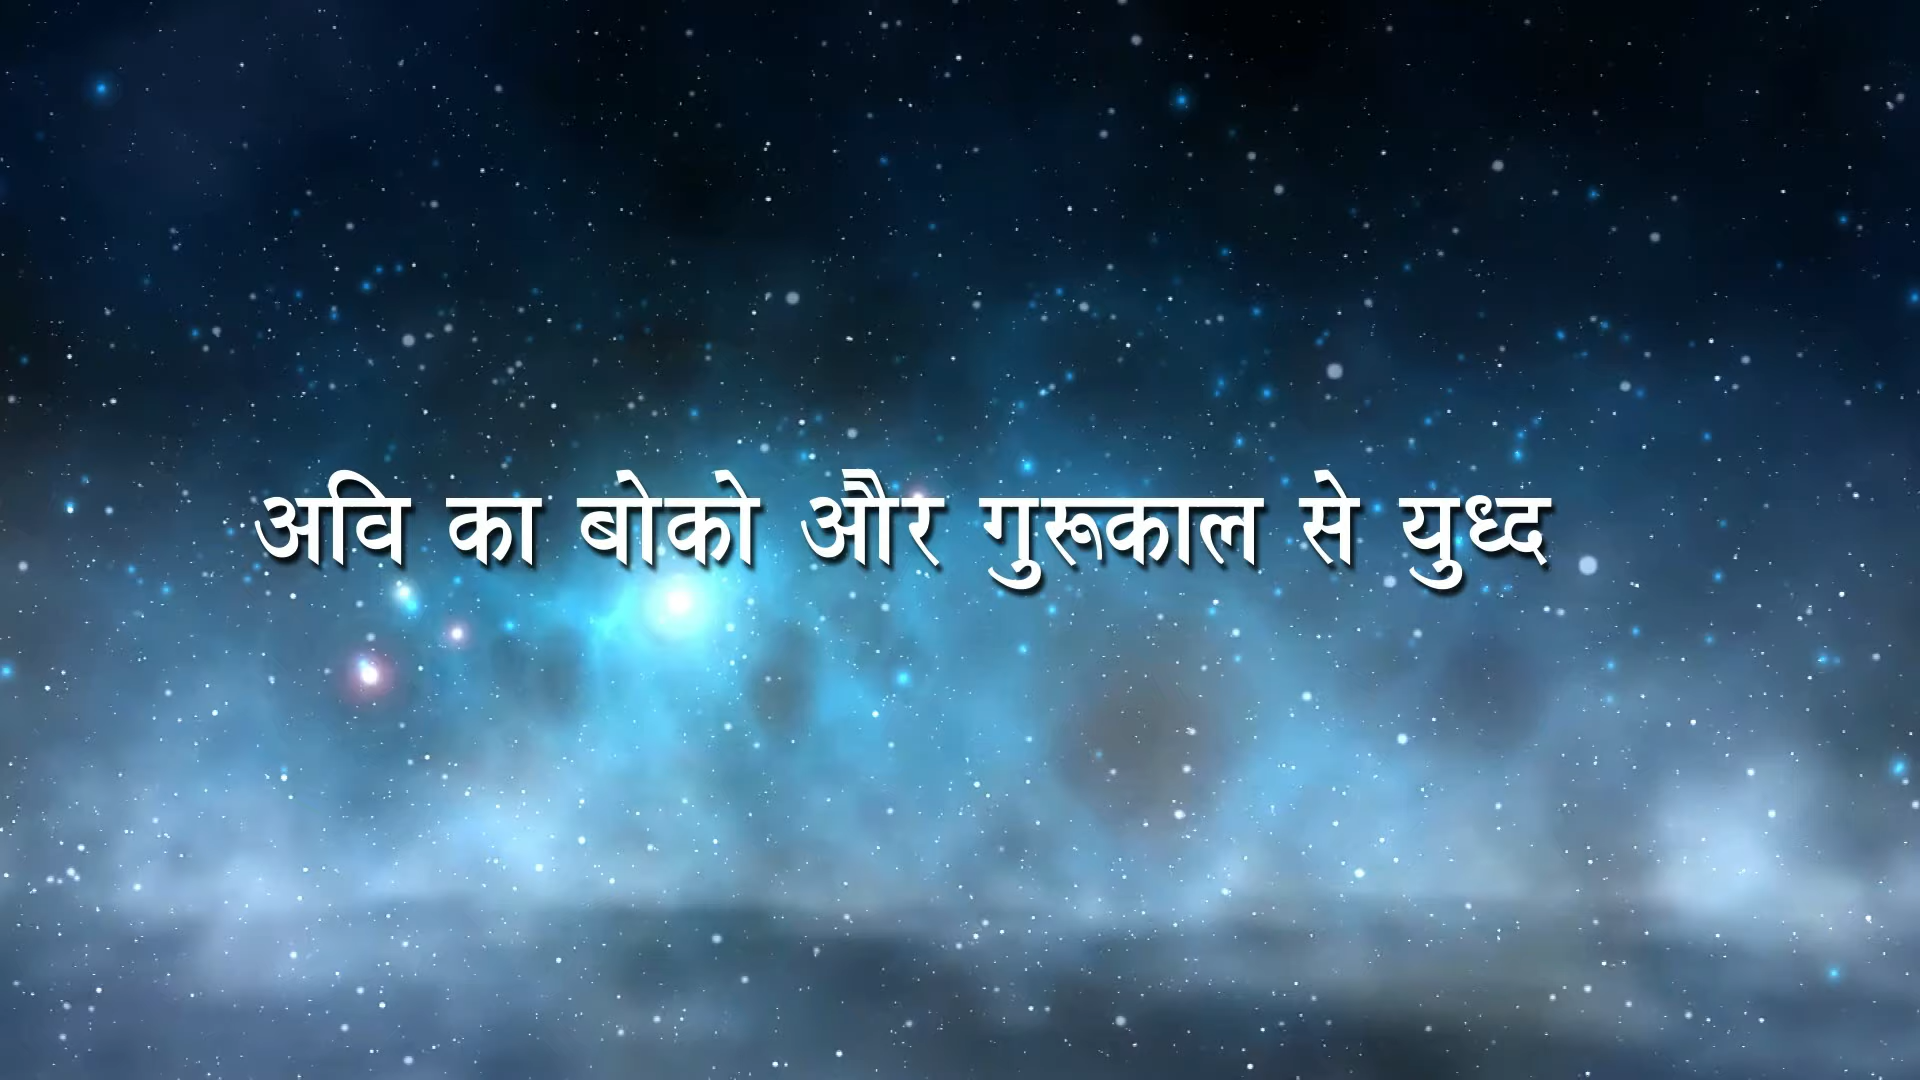 अवि का बोको और गुरूकाल से युध्द